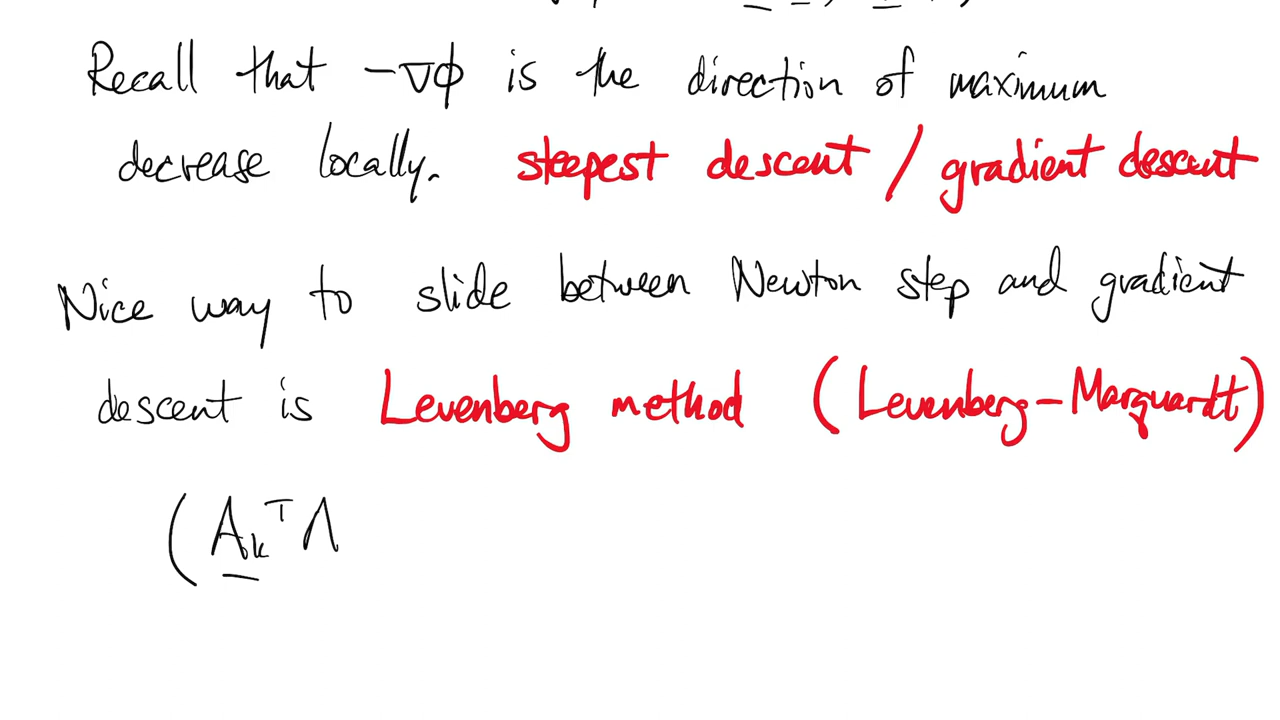 Recall that -∇ϕ is the direction of maximum
decrease locally. steepest descent / gradient descent
Nice way to slide between Newton step and gradient
descent is Levenberg method (Levenberg-Marquardt)
(A_k^T